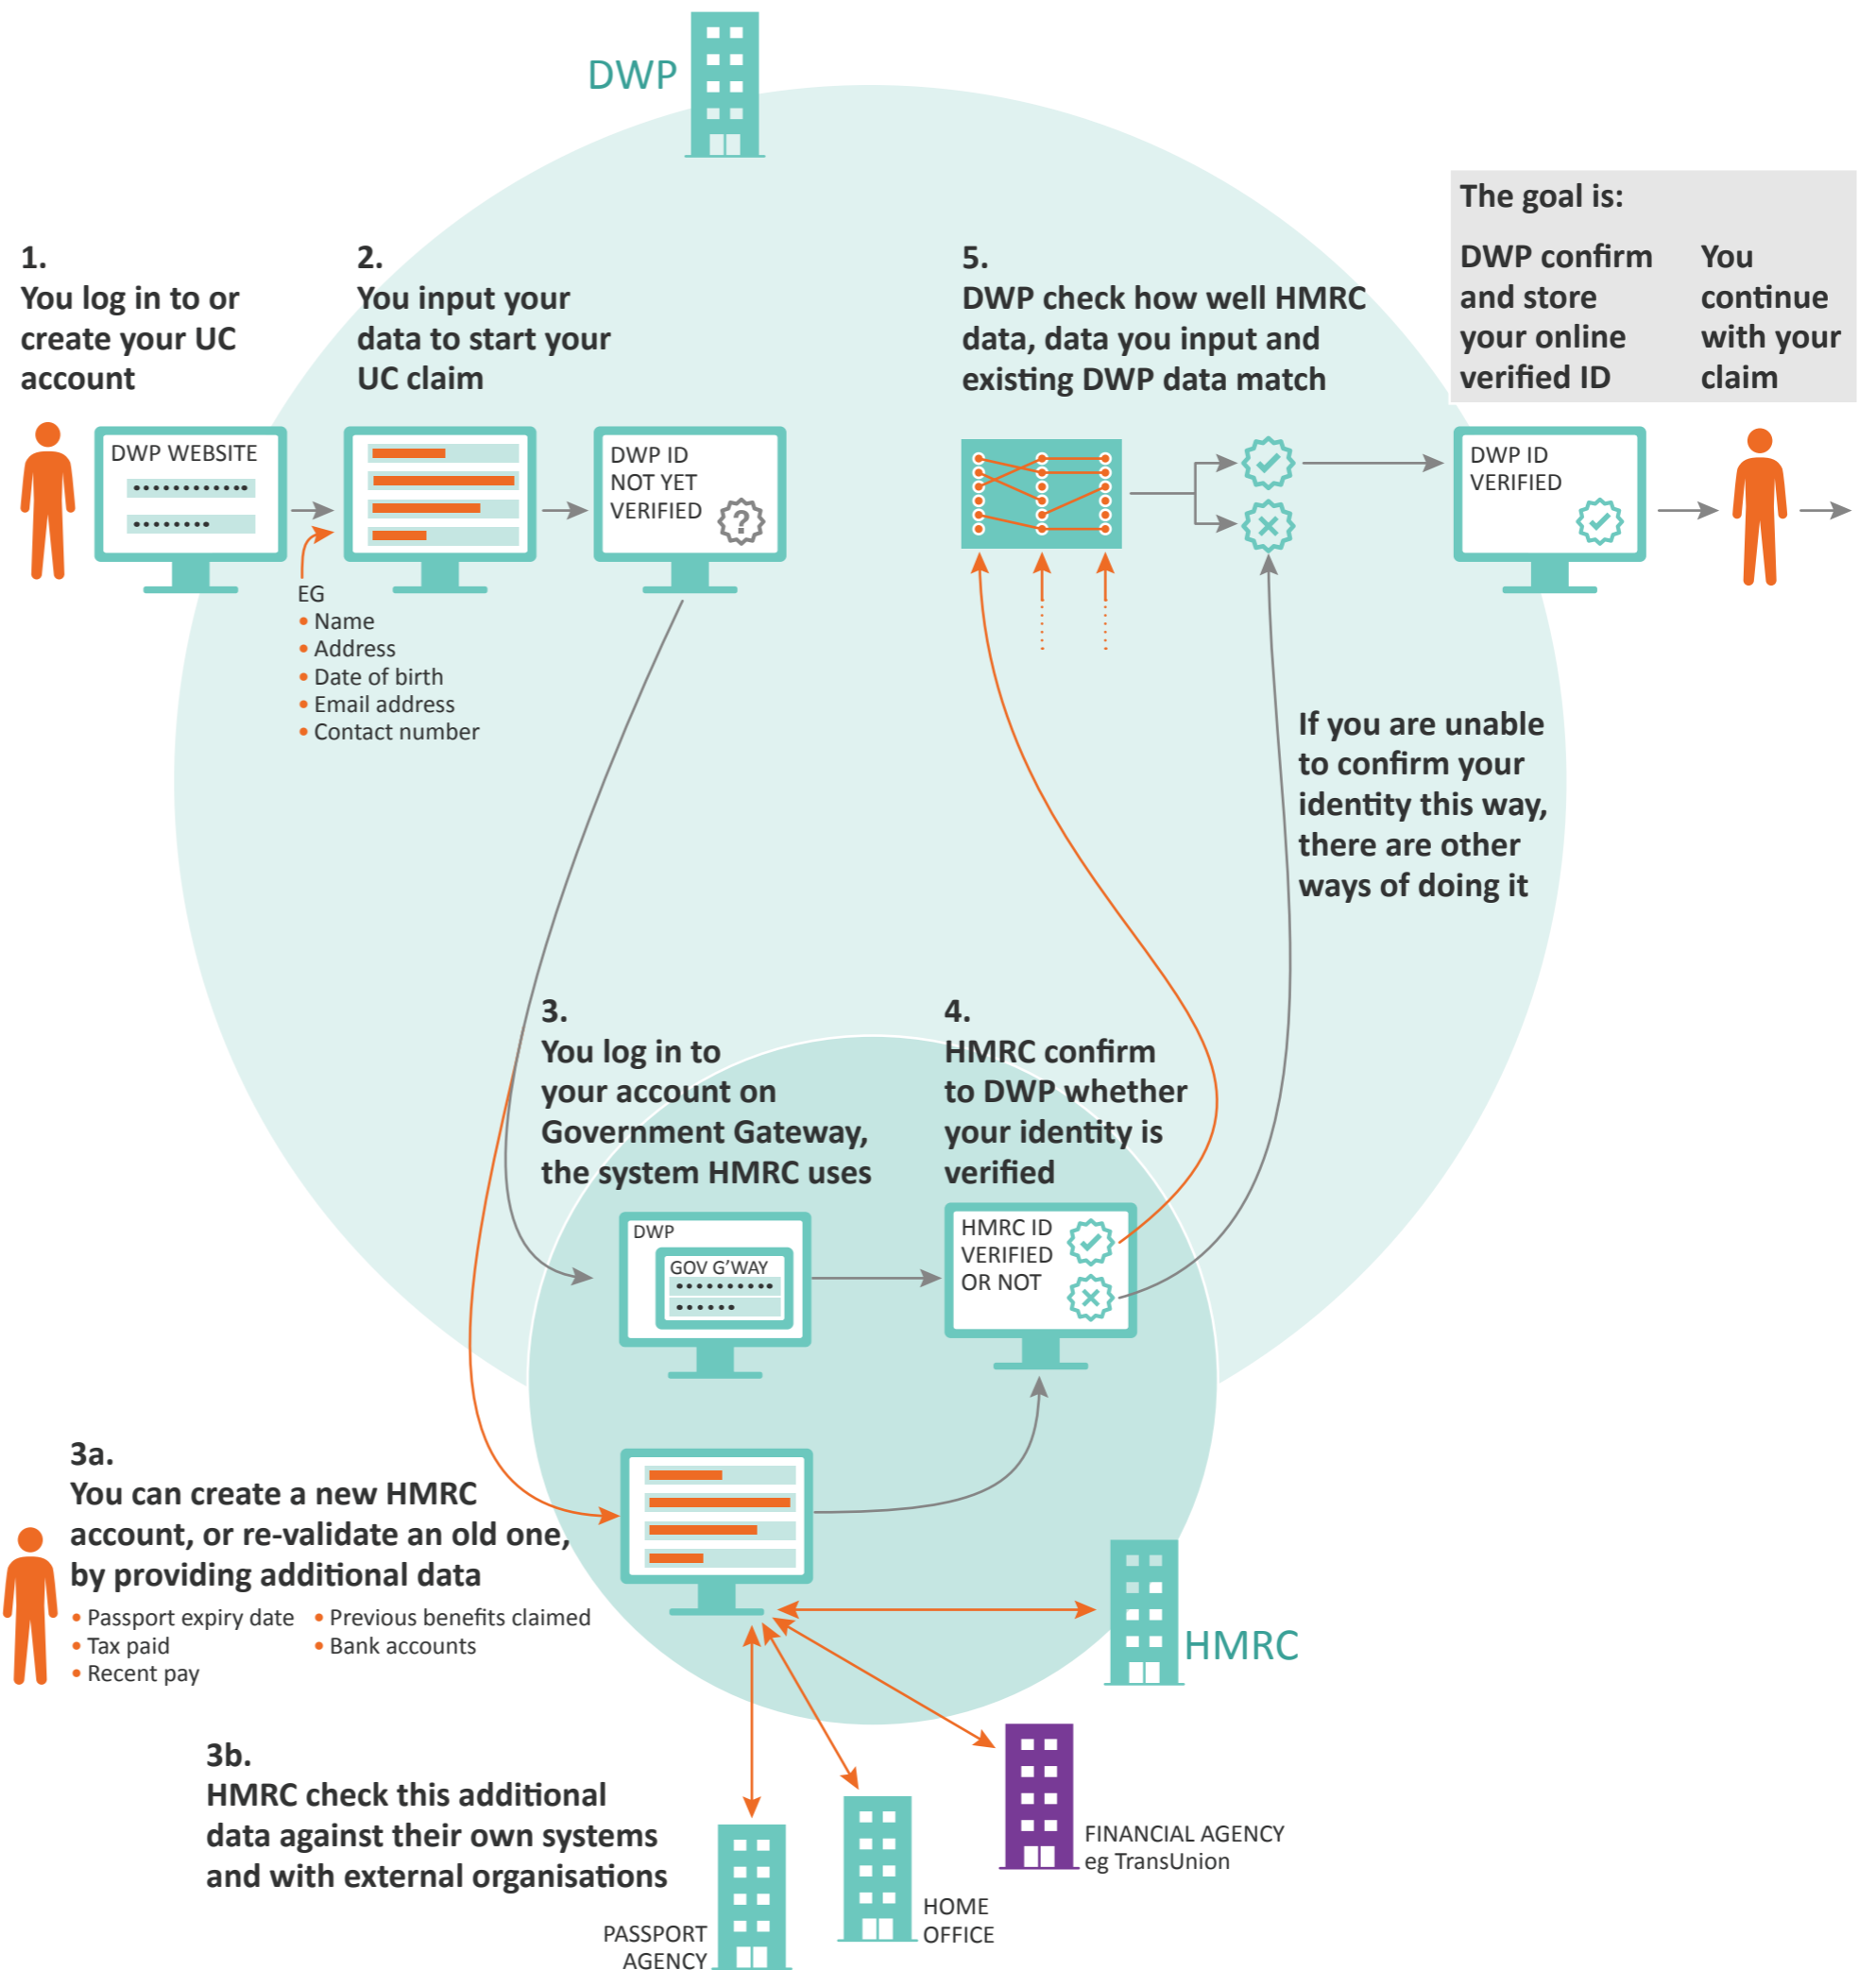 DWP
The goal is:
DWP confirm
and store
your online
verified ID
You
continue
with your
claim
1.
You log in to or
create your UC
account
2.
You input your
data to start your
UC claim
5.
DWP check how well HMRC
data, data you input and
existing DWP data match
DWP WEBSITE
DWP ID
NOT YET
VERIFIED
?
DWP ID
VERIFIED
EG
• Name
• Address
• Date of birth
• Email address
• Contact number
If you are unable
to confirm your
identity this way,
there are other
ways of doing it
3.
You log in to
your account on
Government Gateway,
the system HMRC uses
4.
HMRC confirm
to DWP whether
your identity is
verified
DWP
GOV G'WAY
HMRC ID
VERIFIED
OR NOT
3a.
You can create a new HMRC
account, or re-validate an old one,
by providing additional data
• Passport expiry date
• Tax paid
• Recent pay
• Previous benefits claimed
• Bank accounts
HMRC
3b.
HMRC check this additional
data against their own systems
and with external organisations
FINANCIAL AGENCY
eg TransUnion
HOME
OFFICE
PASSPORT
AGENCY